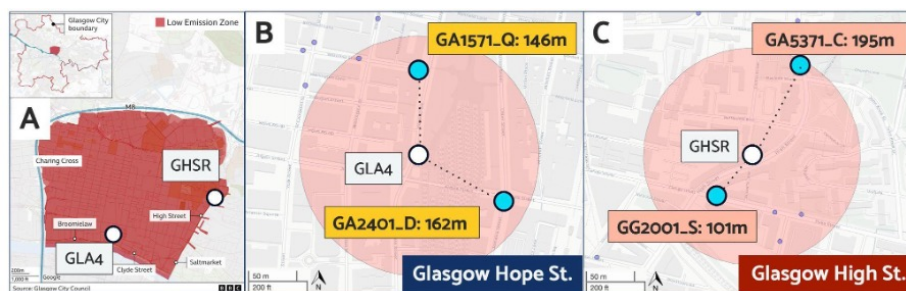 Glasgow City
boundary
Low Emission Zone
A
M8
Charing Cross
GHSR
High Street
Broomielaw
GLA4
Saltmarket
Clyde Street
Google
Source: Glasgow City Council
BBC
B
GA1571_Q: 146m
GLA4
GA2401_D: 162m
50 m
200 ft
N
Glasgow Hope St.
C
GA5371_C: 195m
GHSR
GG2001_S: 101m
50 m
200 ft
N
Glasgow High St.